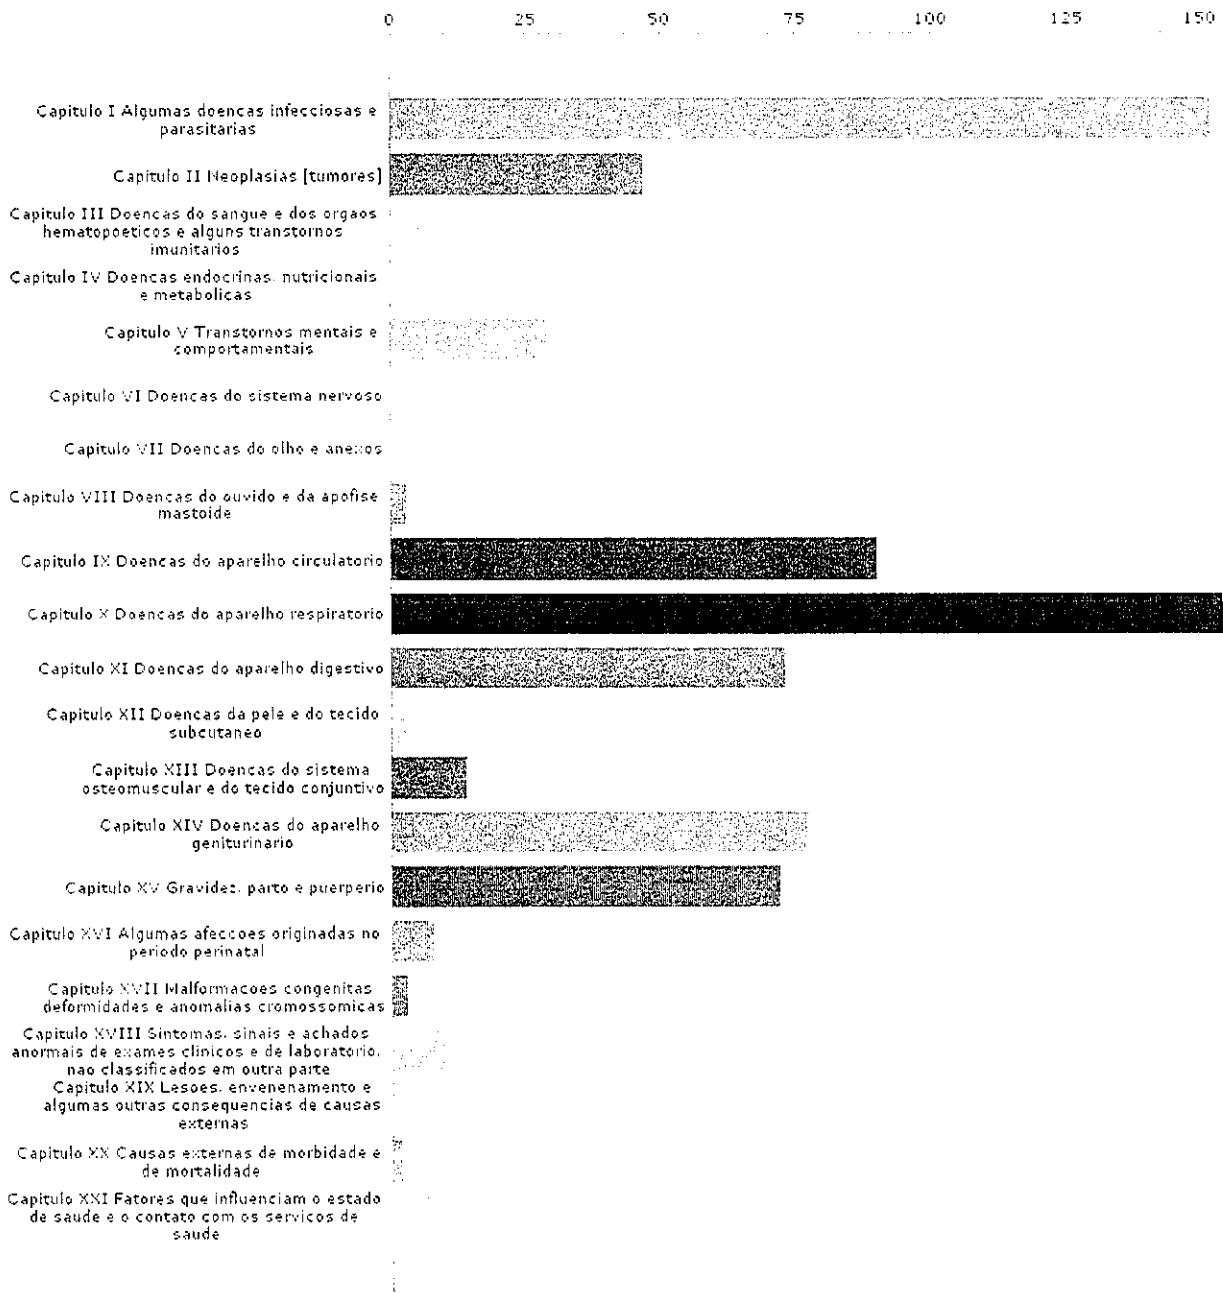 0 25 50 75 100 125 150
Capitulo I Algumas doencas infecciosas e
parasitarias
Capitulo II Neoplasias [tumores]
Capitulo III Doencas do sangue e dos orgaos
hematopoeticos e alguns transtornos
imunitarios
Capitulo IV Doencas endocrinas, nutricionais
e metabolicas
Capitulo V Transtornos mentais e
comportamentais
Capitulo VI Doencas do sistema nervoso
Capitulo VII Doencas do olho e anexos
Capitulo VIII Doencas do ouvido e da apofise
mastoide
Capitulo IX Doencas do aparelho circulatorio
Capitulo X Doencas do aparelho respiratorio
Capitulo XI Doencas do aparelho digestivo
Capitulo XII Doencas da pele e do tecido
subcutaneo
Capitulo XIII Doencas do sistema
osteomuscular e do tecido conjuntivo
Capitulo XIV Doencas do aparelho
geniturinario
Capitulo XV Gravidez, parto e puerperio
Capitulo XVI Algumas afeccoes originadas no
periodo perinatal
Capitulo XVII Malformacoes congenitas
deformidades e anomalias cromossomicas
Capitulo XVIII Sintomas, sinais e achados
anormais de exames clinicos e de laboratorio,
nao classificados em outra parte
Capitulo XIX Lesoes, envenenamento e
algumas outras consequencias de causas
externas
Capitulo XX Causas externas de morbidade e
de mortalidade
Capitulo XXI Fatores que influenciam o estado
de saude e o contato com os servicos de
saude